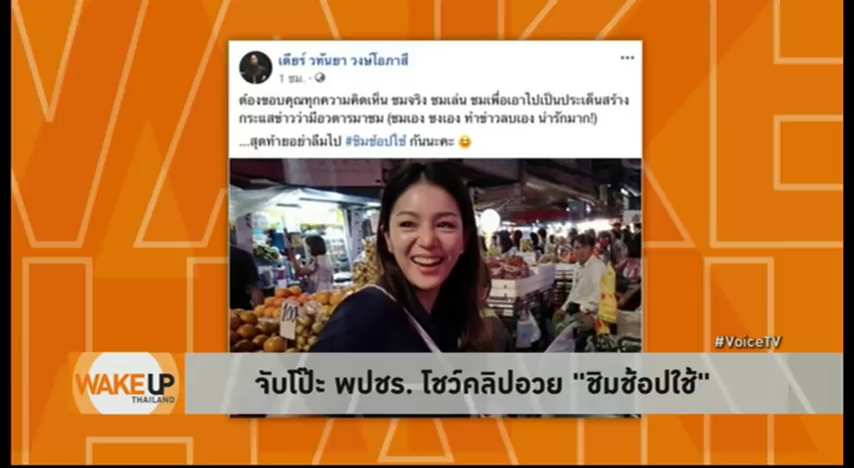 เดียร์ วทันยา วงษ์โอภาสี
1 ชม. ·
ต้องขอบคุณทุกความคิดเห็น ชมจริง ชมเล่น ชมเพื่อเอาไปเป็นประเด็นสร้าง
กระแสข่าวว่ามีอวตารมาชม (ชมเอง ชงเอง ทำข่าวลบเอง น่ารักมาก!)
...สุดท้ายอย่าลืมไป #ชิมช้อปใช้ กันนะคะ 😊
100
#VoiceTV
WAKE UP
THAILAND
จับโป๊ะ พปชร. โชว์คลิปอวย "ชิมช้อปใช้"